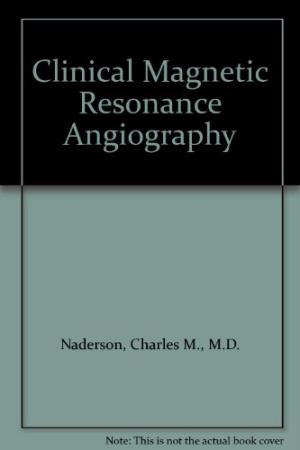 Clinical Magnetic
Resonance
Angiography
Naderson, Charles M., M.D.
Note: This is not the actual book cover